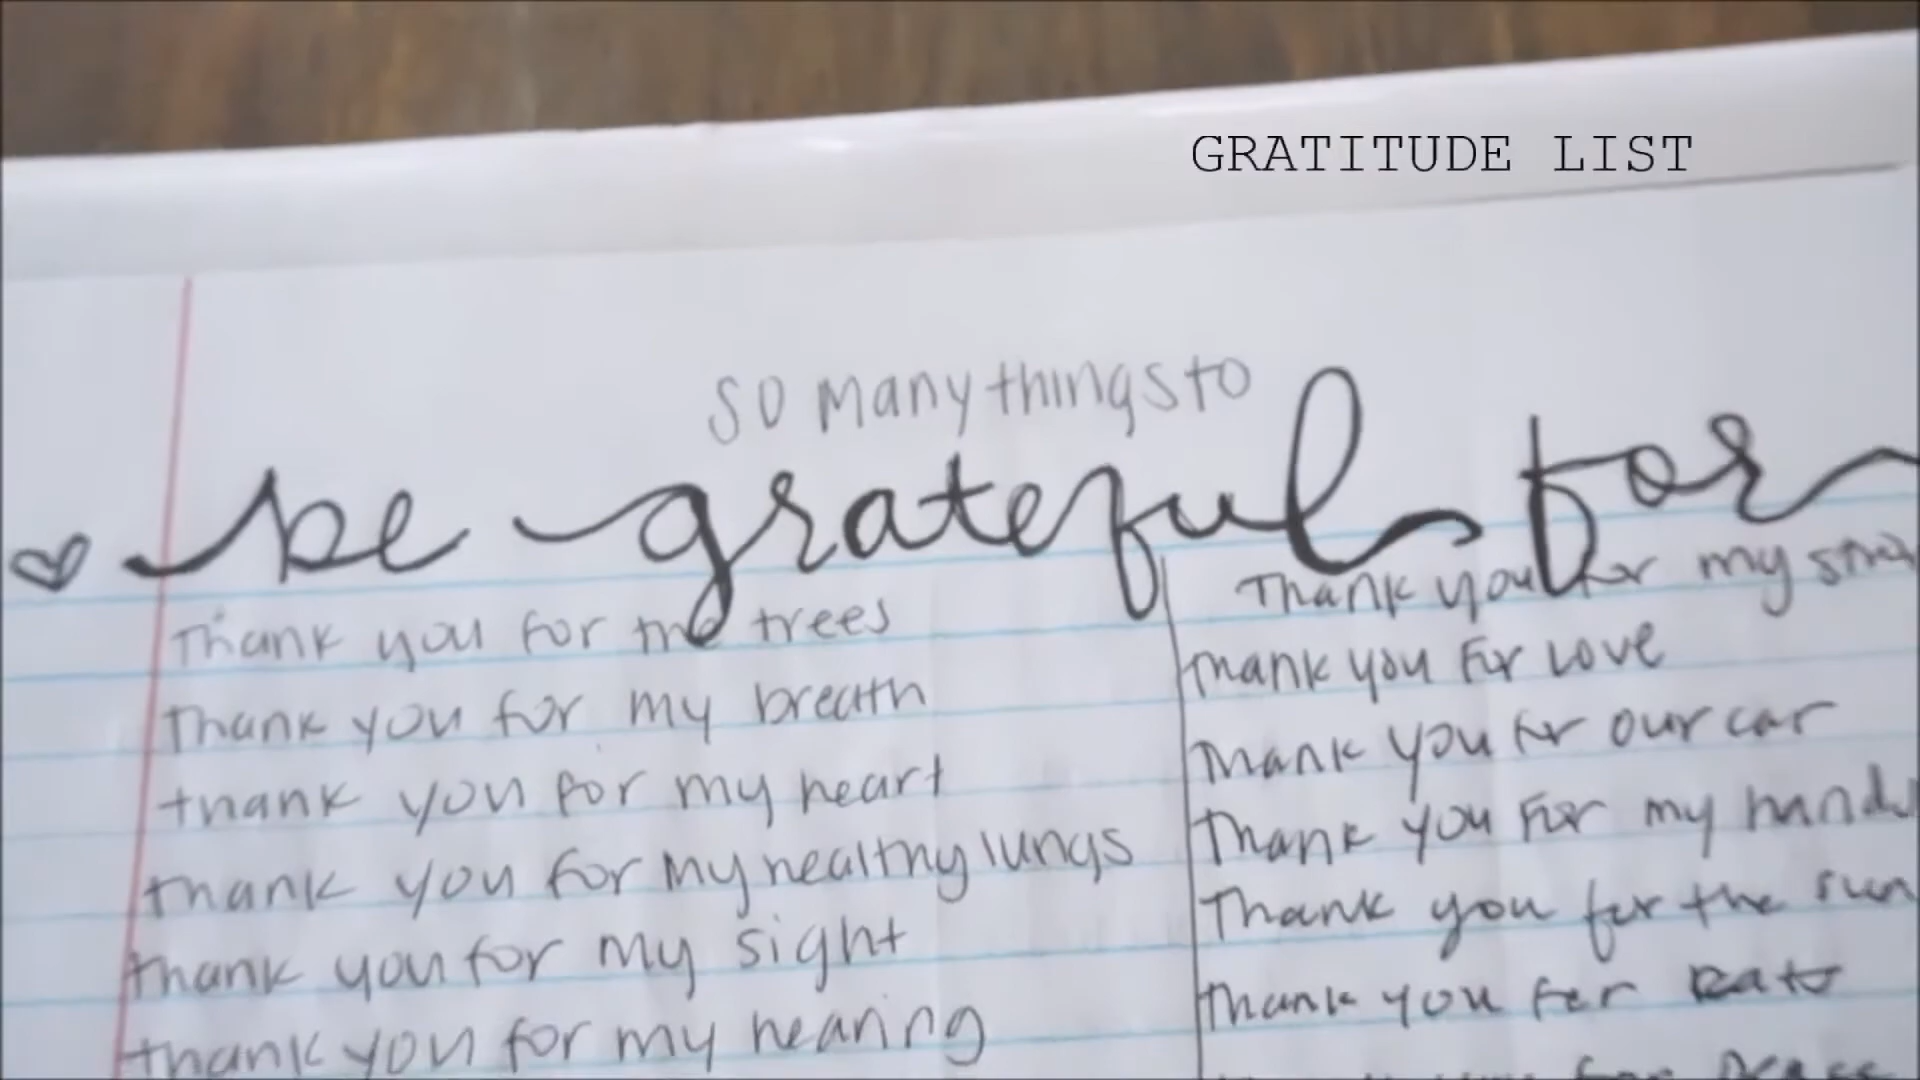 GRATITUDE LIST
so many things to
be grateful for
Thank you for the trees
Thank you for my breath
thank you for my heart
thank you for my healthy lungs
thank you for my sight
thank you for my hearing
Thank you for my
thank you for love
Thank you for our car
Thank you for my hands
Thank you for the sun
thank you for